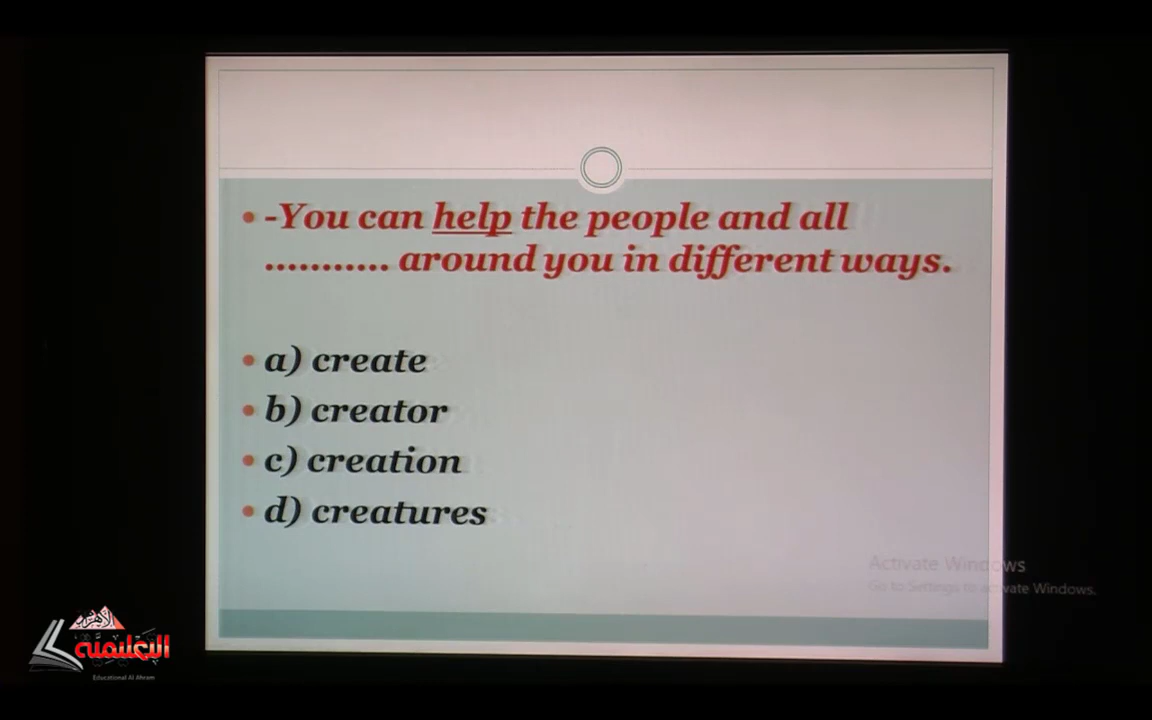 -You can help the people and all
........... around you in different ways.
a) create
b) creator
c) creation
d) creatures
Activate Windows
Go to Settings to activate Windows.
الأهرام
التعليمية
Educational Al Ahram